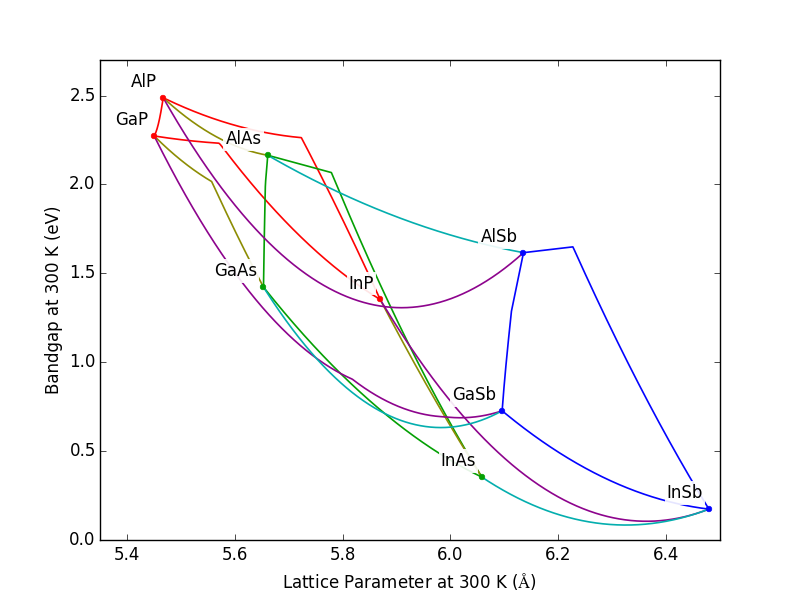 AlP
GaP
AlAs
AlSb
GaAs
InP
GaSb
InAs
InSb
2.5
2.0
1.5
1.0
0.5
0.0
Bandgap at 300 K (eV)
5.4 5.6 5.8 6.0 6.2 6.4
Lattice Parameter at 300 K (Å)